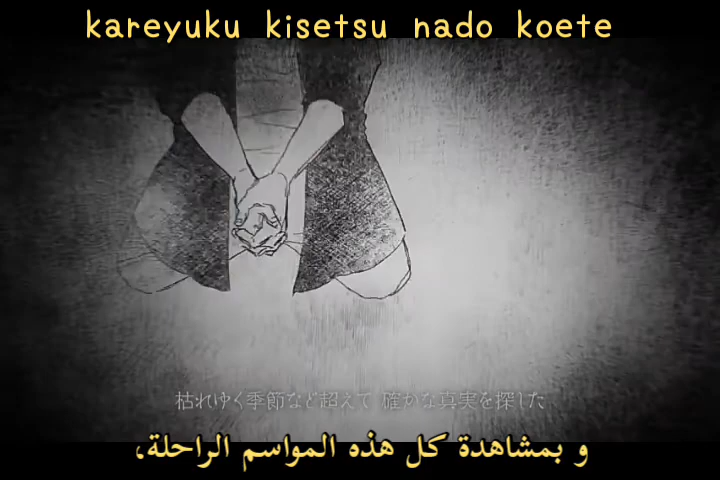 kareyuku kisetsu nado koete
枯れゆく季節など超えて 確かな真実を探した
و بمشاهدة كل هذه المواسم الراحلة،